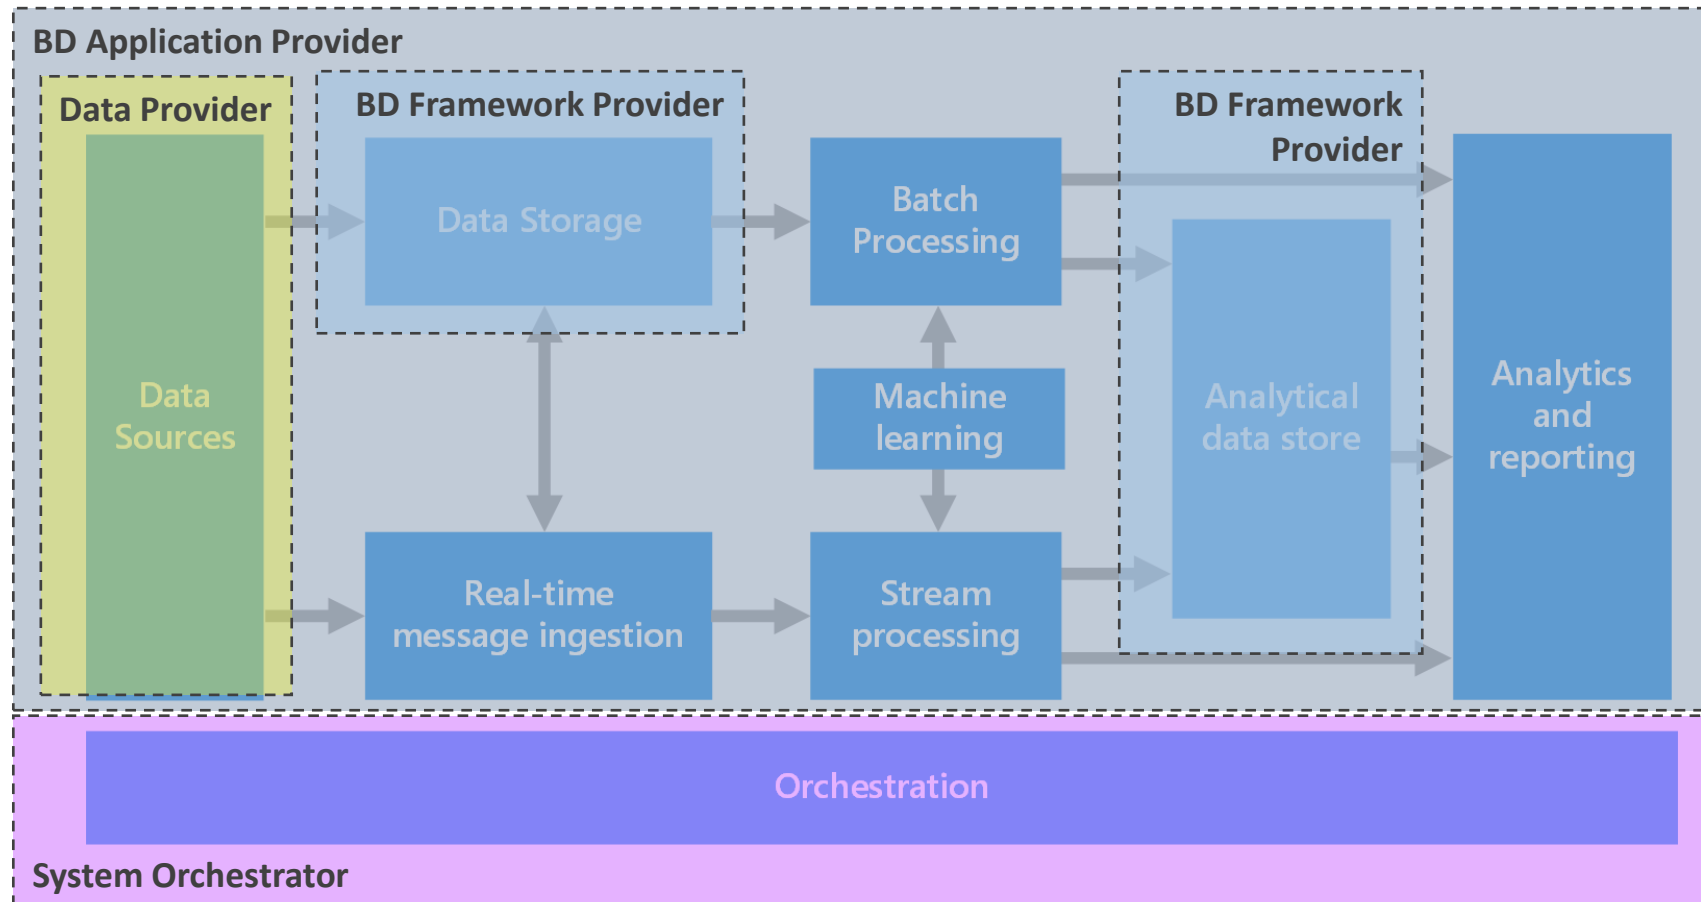 BD Application Provider
Data Provider
BD Framework Provider
BD Framework
Provider
Data Storage
Batch
Processing
Data
Sources
Machine
learning
Analytical
data store
Analytics
and
reporting
Real-time
message ingestion
Stream
processing
Orchestration
System Orchestrator